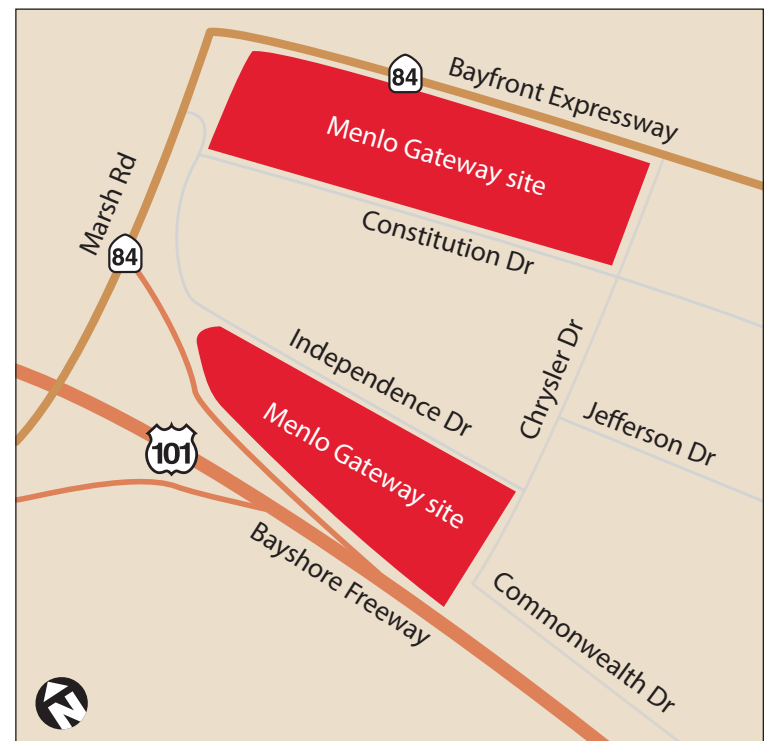 84
Bayfront Expressway
Menlo Gateway site
Marsh Rd
84
Constitution Dr
Independence Dr
Chrysler Dr
Jefferson Dr
Menlo Gateway site
101
Bayshore Freeway
Commonwealth Dr
N